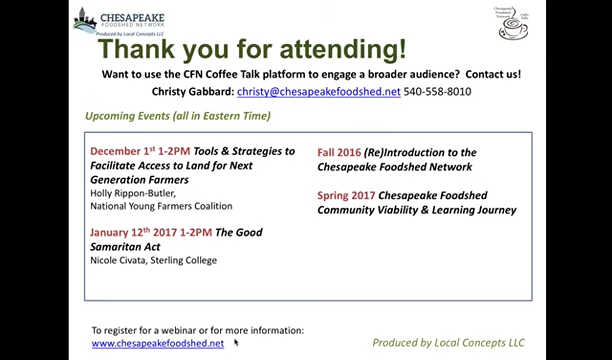 CHESAPEAKE
FOODSHED NETWORK
Produced by Local Concepts LLC
Chesapeake
Foodshed
Network
Coffee
Talks
Thank you for attending!
Want to use the CFN Coffee Talk platform to engage a broader audience? Contact us!
Christy Gabbard: christy@chesapeakefoodshed.net 540-558-8010
Upcoming Events (all in Eastern Time)
December 1st 1-2PM Tools & Strategies to
Facilitate Access to Land for Next
Generation Farmers
Holly Rippon-Butler,
National Young Farmers Coalition
January 12th 2017 1-2PM The Good
Samaritan Act
Nicole Civata, Sterling College
Fall 2016 (Re)Introduction to the
Chesapeake Foodshed Network
Spring 2017 Chesapeake Foodshed
Community Viability & Learning Journey
To register for a webinar or for more information:
www.chesapeakefoodshed.net
Produced by Local Concepts LLC